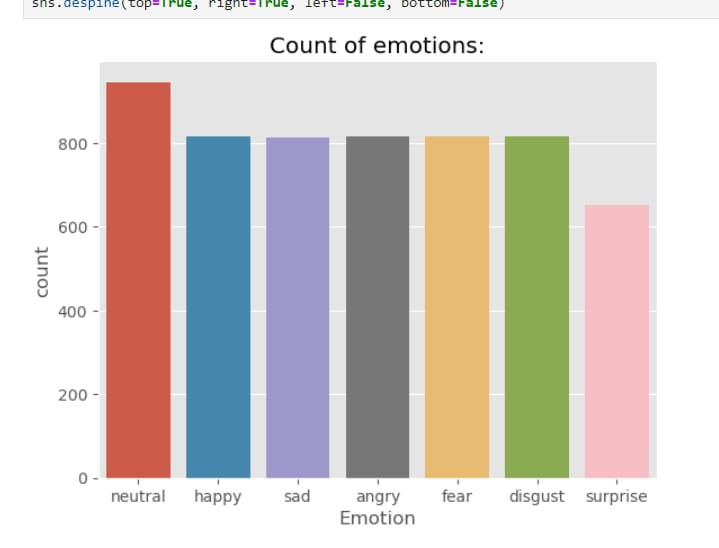 sns.despine(top=True, right=True, left=False, bottom=False)
Count of emotions:
800
600
400
200
0
count
neutral happy sad angry fear disgust surprise
Emotion